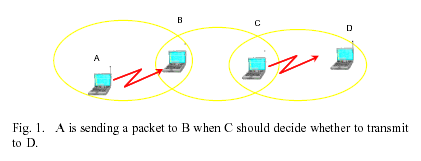 B
C
D
A
Fig. 1. A is sending a packet to B when C should decide whether to transmit
to D.